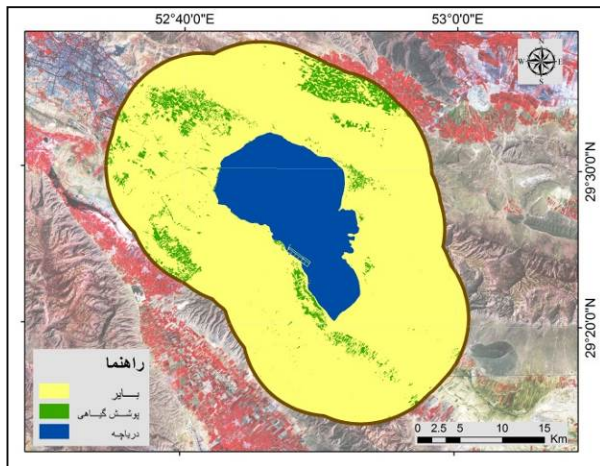 52°40'0"E
53°0'0"E
N
W
E
S
29°30'0"N
29°20'0"N
راهنما
بایر
پوشش گیاهی
دریاچه
0 2.5 5 10 15
Km